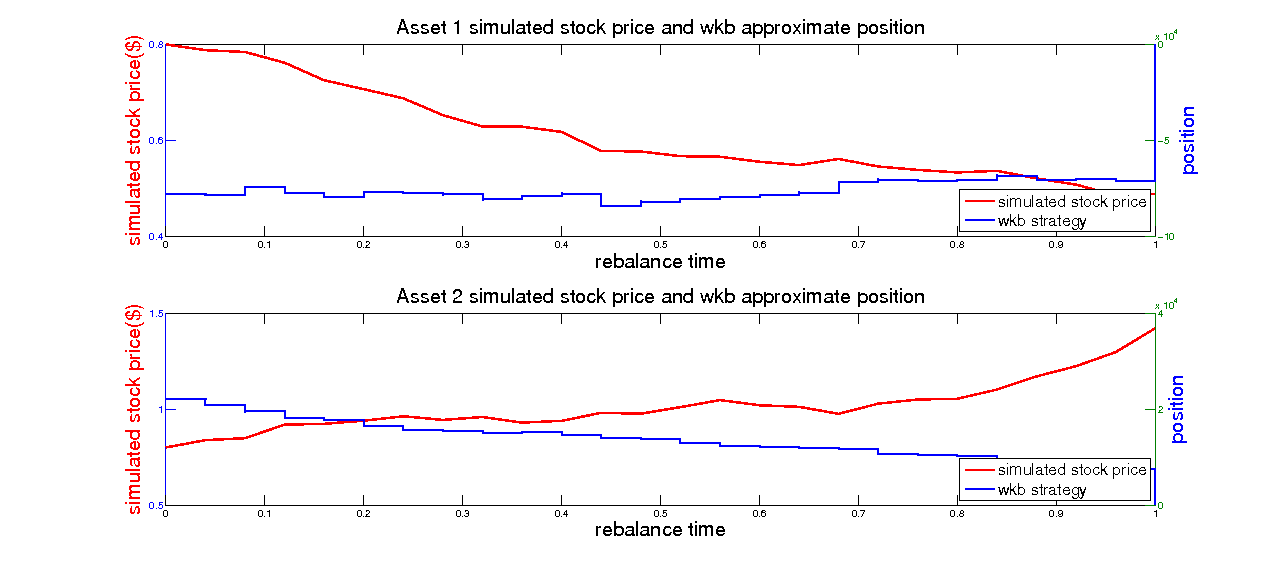 Asset 1 simulated stock price and wkb approximate position
x 10^4
0.8
0.6
0.4
0
-5
-10
simulated stock price($)
position
simulated stock price
wkb strategy
0 0.1 0.2 0.3 0.4 0.5 0.6 0.7 0.8 0.9 1
rebalance time
Asset 2 simulated stock price and wkb approximate position
x 10^4
1.5
1
0.5
4
2
0
simulated stock price($)
position
simulated stock price
wkb strategy
0 0.1 0.2 0.3 0.4 0.5 0.6 0.7 0.8 0.9 1
rebalance time